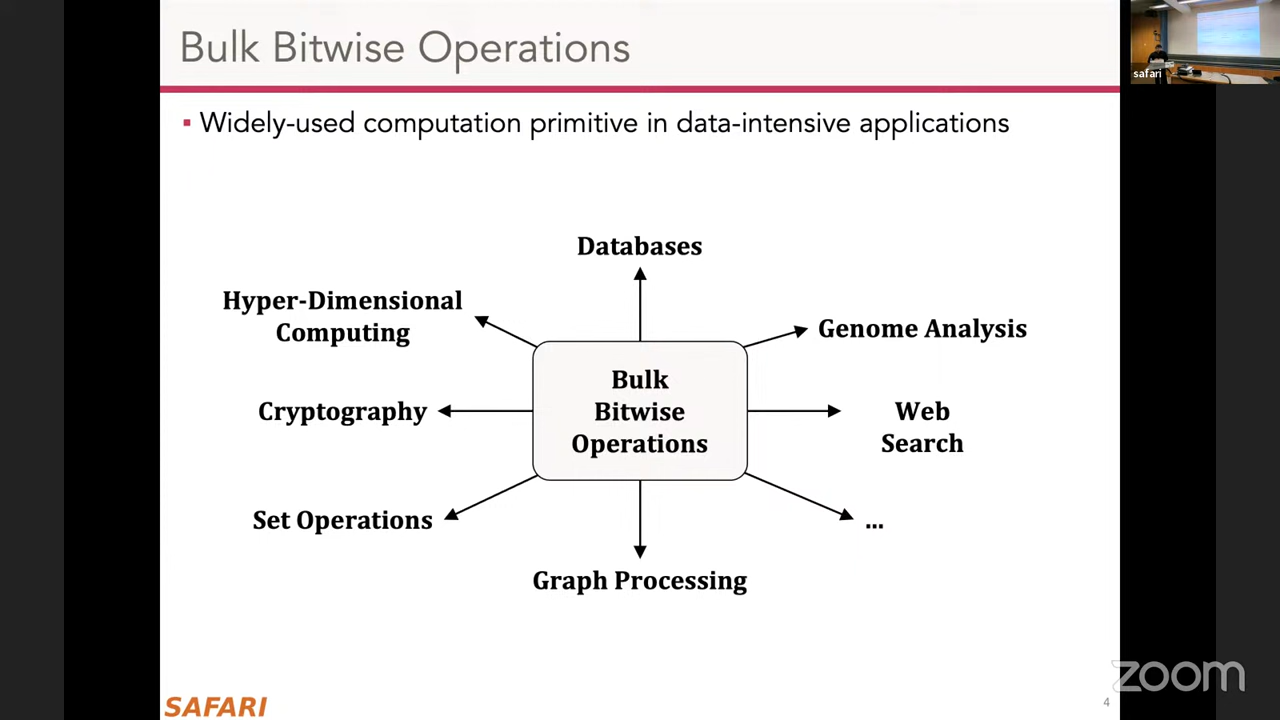 Bulk Bitwise Operations
safari
▪ Widely-used computation primitive in data-intensive applications
Databases
Hyper-Dimensional
Computing
Genome Analysis
Bulk
Bitwise
Operations
Cryptography
Web
Search
Set Operations
...
Graph Processing
SAFARI
4
zoom